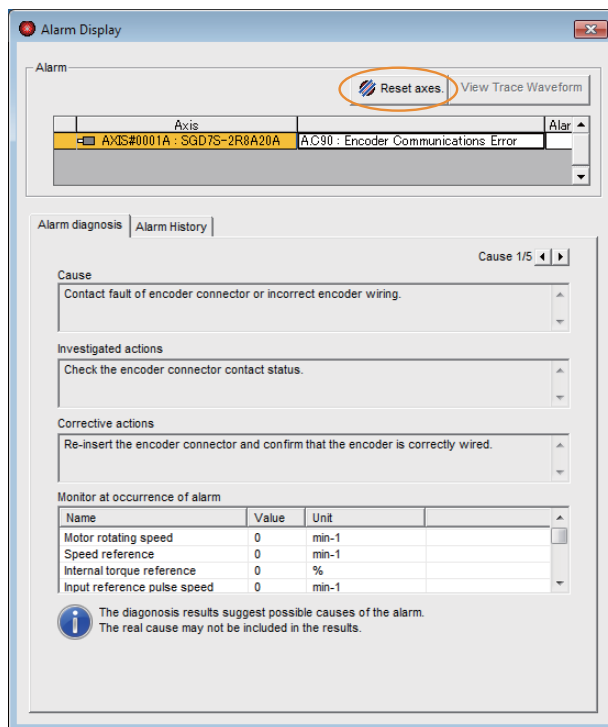 Alarm Display
Alarm
Reset axes.
View Trace Waveform
Axis
Alar
AXIS#0001A : SGD7S-2R8A20A
A.C90 : Encoder Communications Error
Alarm diagnosis
Alarm History
Cause 1/5
Cause
Contact fault of encoder connector or incorrect encoder wiring.
Investigated actions
Check the encoder connector contact status.
Corrective actions
Re-insert the encoder connector and confirm that the encoder is correctly wired.
Monitor at occurrence of alarm
Name Value Unit
Motor rotating speed 0 min-1
Speed reference 0 min-1
Internal torque reference 0 %
Input reference pulse speed 0 min-1
The diagonosis results suggest possible causes of the alarm.
The real cause may not be included in the results.